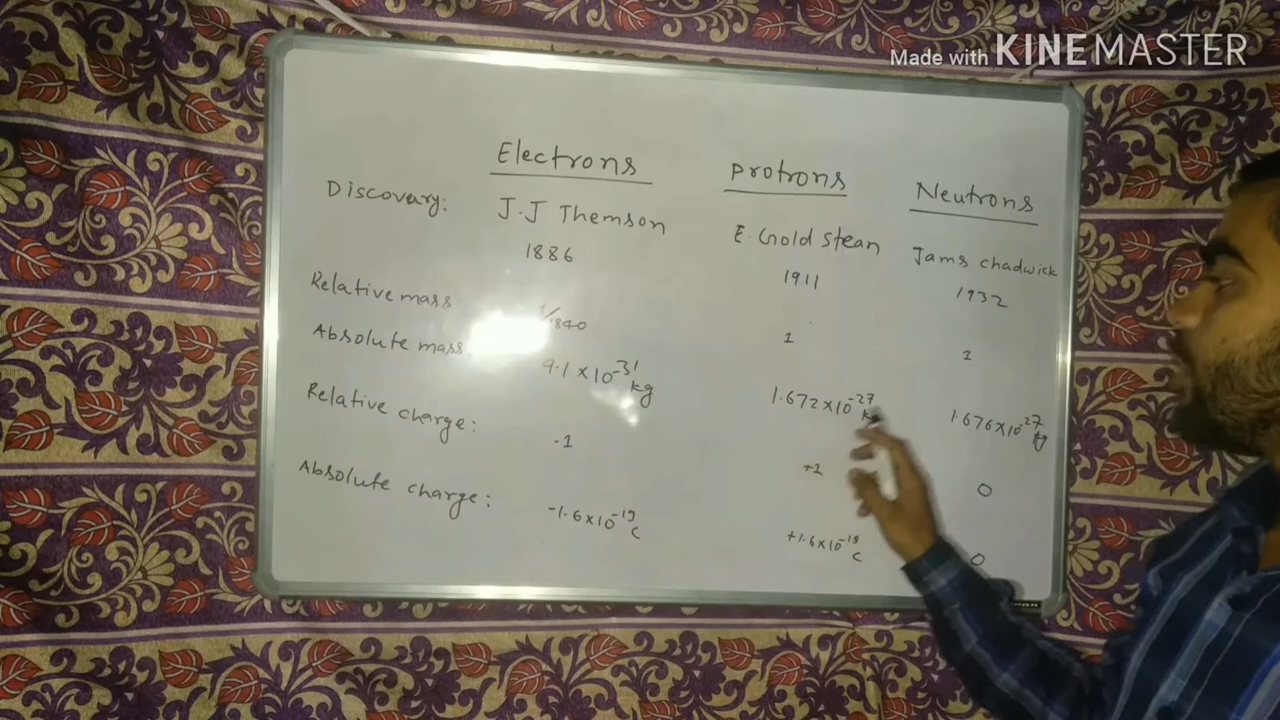 Made with KINEMASTER
Electrons Protrons Neutrons
Discovary: J.J Themson E. Gold Stean Jams chadwick
1886 1911 1932
Relative mass 1/1840 1 1
Absolute mass 9.1 × 10⁻³¹ kg 1.672×10⁻²⁷ 1.676×10⁻²⁷ kg
Relative charge: -1 +1 0
Absolute charge: -1.6×10⁻¹⁹ C +1.6×10⁻¹⁹ C 0